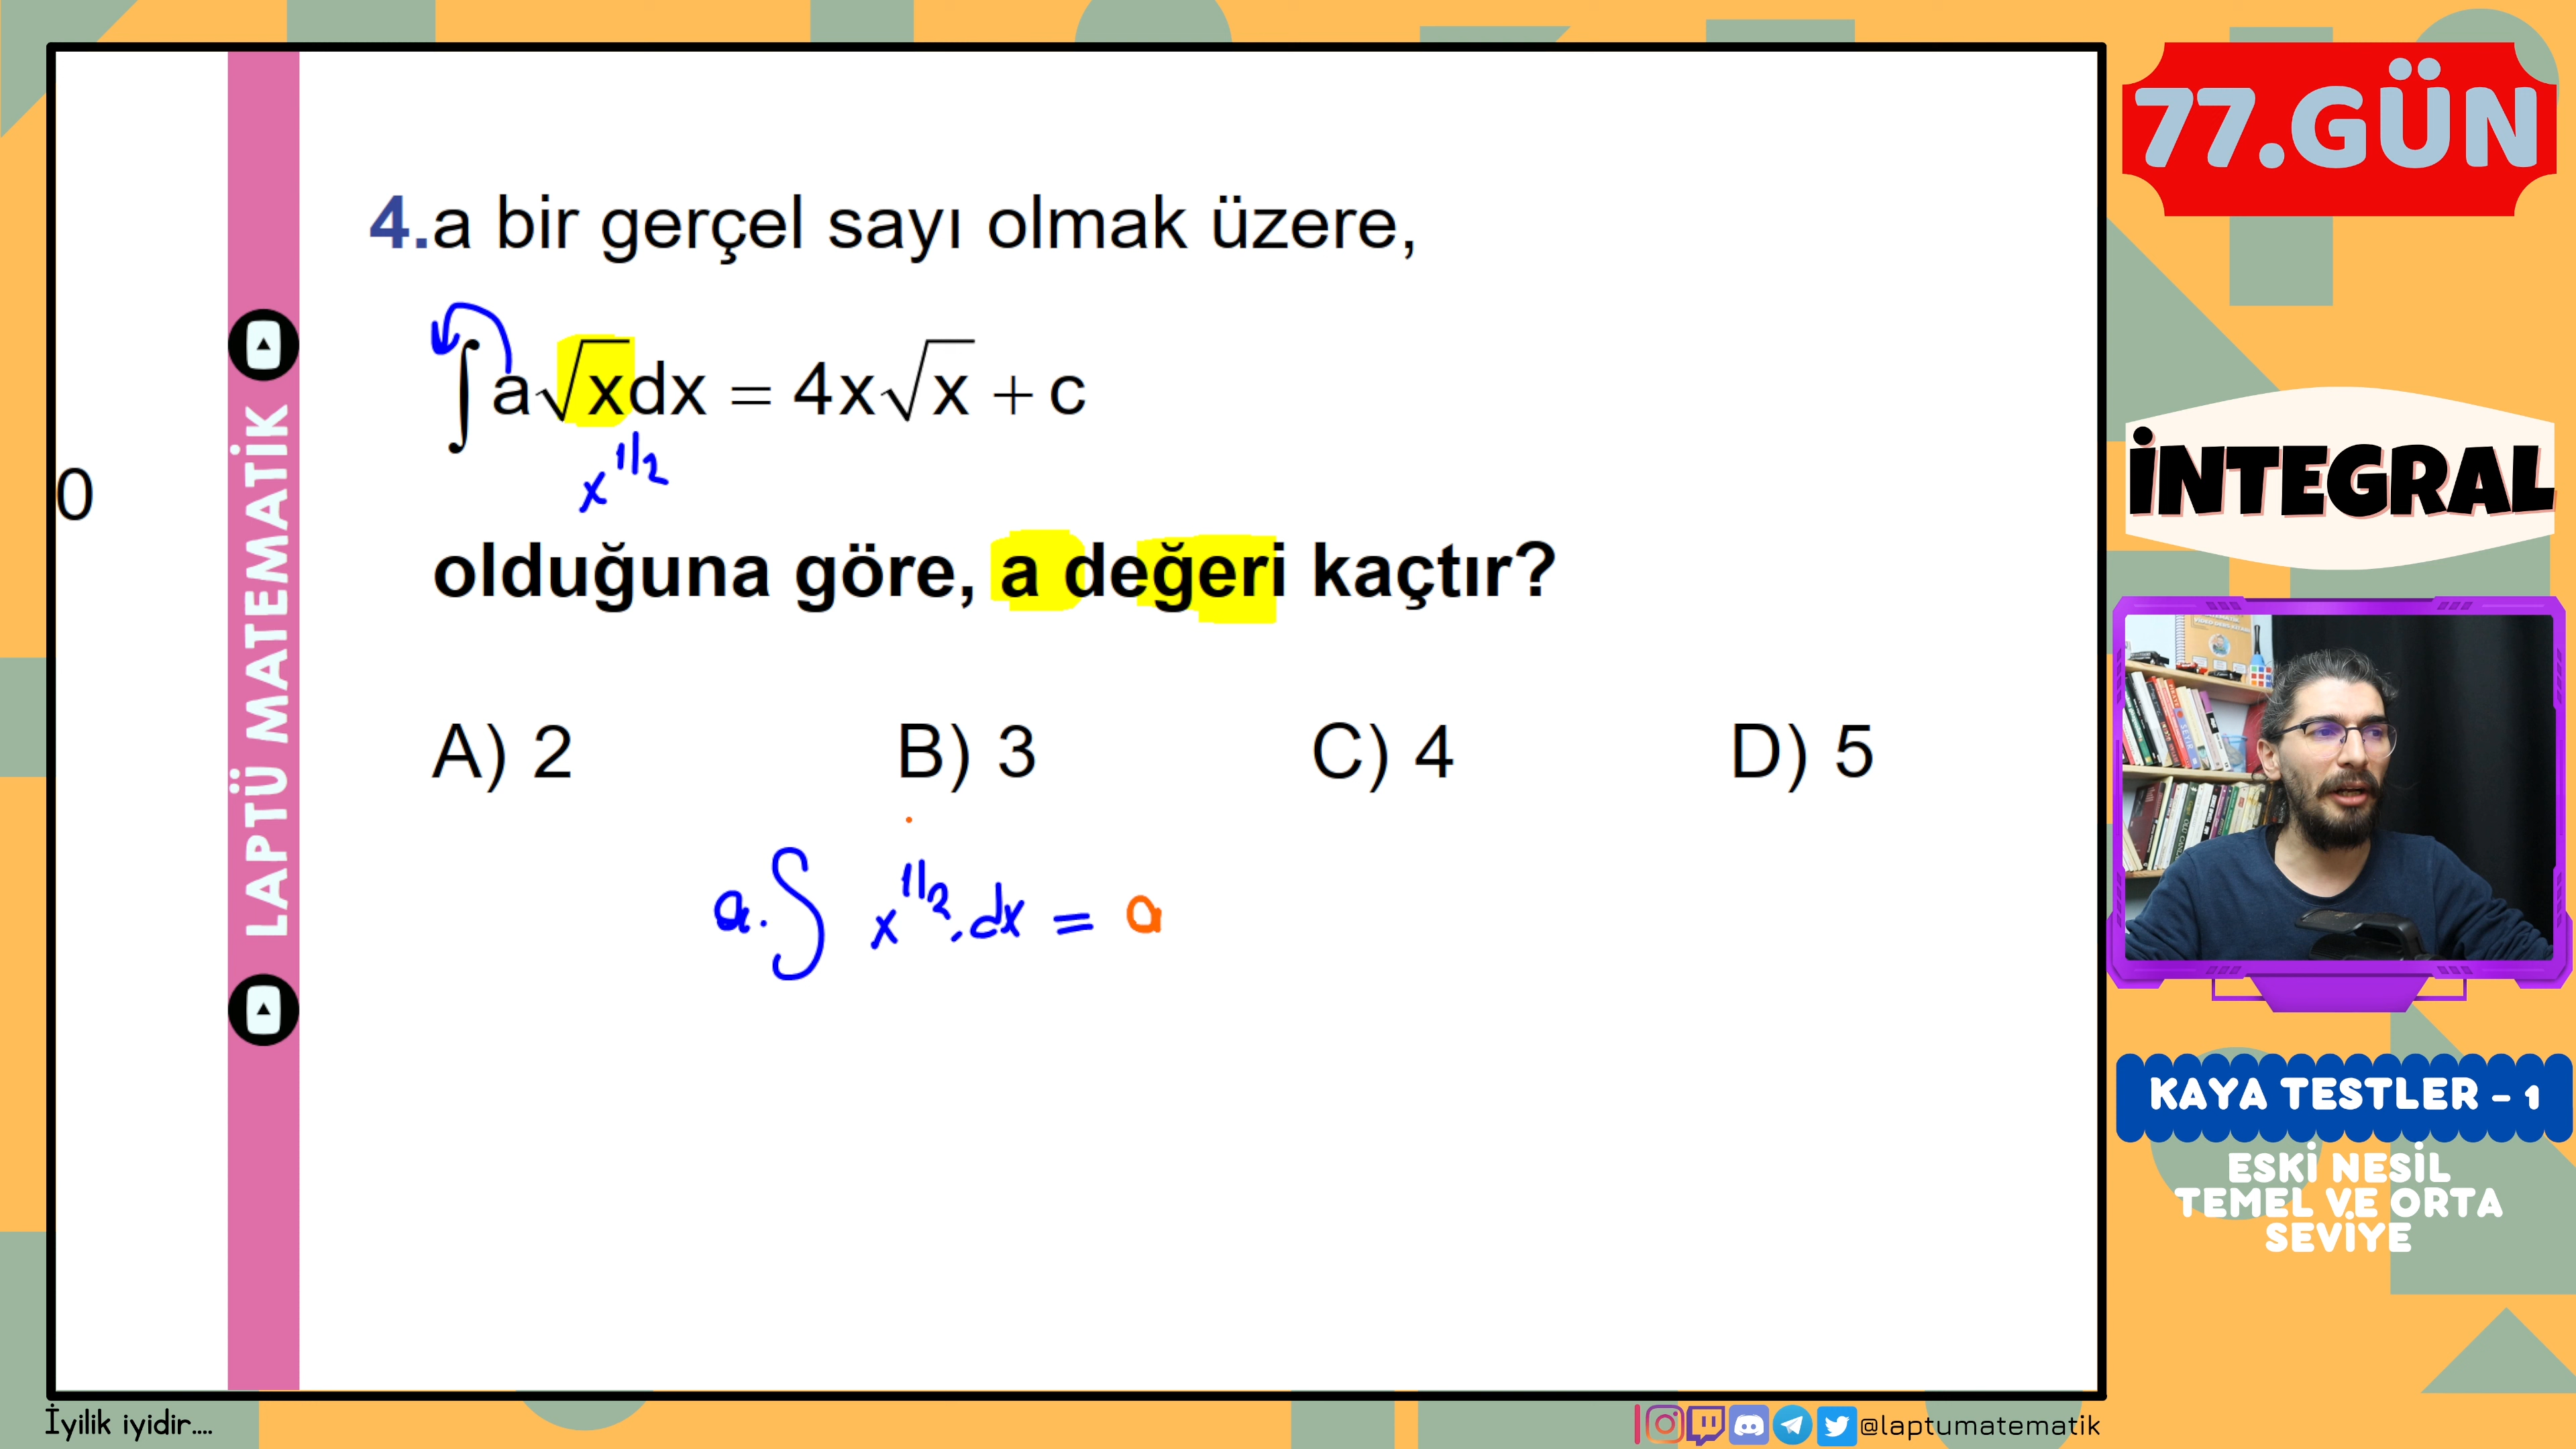 77.GÜN
4.a bir gerçel sayı olmak üzere,
∫a√xdx = 4x√x + c
x^1/2
0
olduğuna göre, a değeri kaçtır?
A) 2 B) 3 C) 4 D) 5
a.∫ x^1/2.dx = a
LAPTÜ MATEMATİK
İNTEGRAL
KAYA TESTLER - 1
ESKİ NESİL
TEMEL VE ORTA
SEVİYE
İyilik iyidir....
@laptumatematik